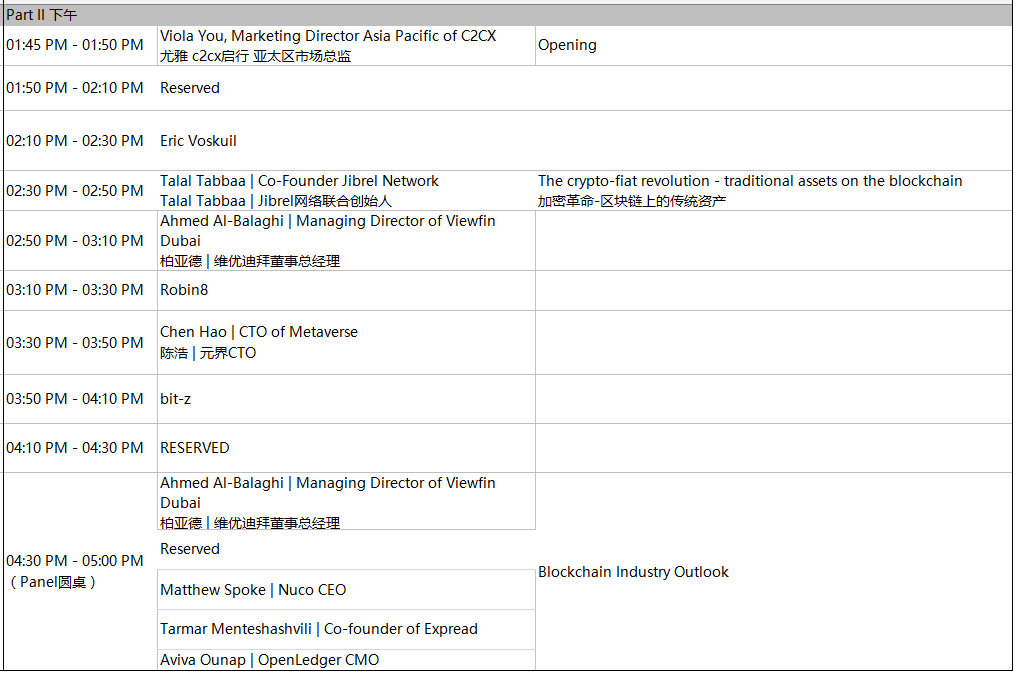 Part II 下午
01:45 PM - 01:50 PM
Viola You, Marketing Director Asia Pacific of C2CX
尤雅 c2cx启行 亚太区市场总监
Opening
01:50 PM - 02:10 PM
Reserved
02:10 PM - 02:30 PM
Eric Voskuil
02:30 PM - 02:50 PM
Talal Tabbaa | Co-Founder Jibrel Network
Talal Tabbaa | Jibrel网络联合创始人
The crypto-fiat revolution - traditional assets on the blockchain
加密革命-区块链上的传统资产
02:50 PM - 03:10 PM
Ahmed Al-Balaghi | Managing Director of Viewfin
Dubai
柏亚德 | 维优迪拜董事总经理
03:10 PM - 03:30 PM
Robin8
03:30 PM - 03:50 PM
Chen Hao | CTO of Metaverse
陈浩 | 元界CTO
03:50 PM - 04:10 PM
bit-z
04:10 PM - 04:30 PM
RESERVED
04:30 PM - 05:00 PM
（Panel圆桌）
Ahmed Al-Balaghi | Managing Director of Viewfin
Dubai
柏亚德 | 维优迪拜董事总经理
Reserved
Matthew Spoke | Nuco CEO
Tarmar Menteshashvili | Co-founder of Expread
Aviva Ounap | OpenLedger CMO
Blockchain Industry Outlook